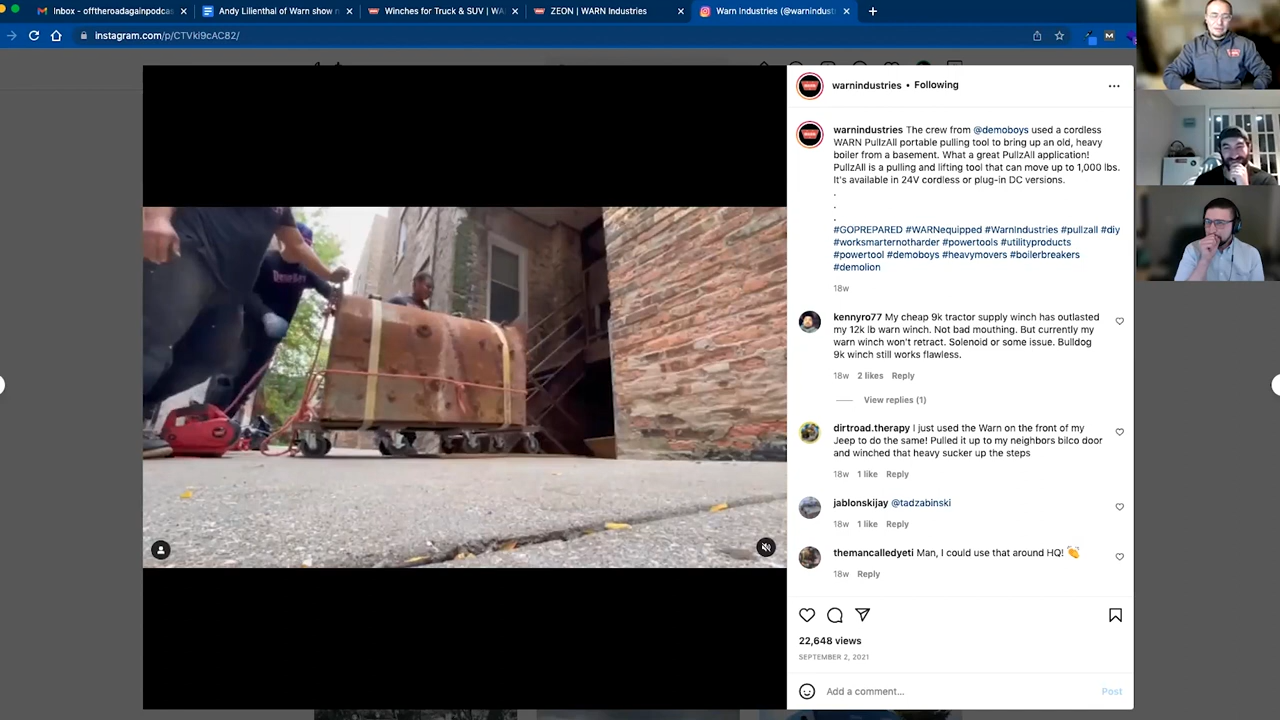 Inbox - offtheroadagainpodcas
Andy Lilienthal of Warn show n
Winches for Truck & SUV | WA
ZEON | WARN Industries
Warn Industries (@warnindust
instagram.com/p/CTVki9cAC82/
warnindustries • Following
warnindustries The crew from @demoboys used a cordless
WARN PullzAll portable pulling tool to bring up an old, heavy
boiler from a basement. What a great PullzAll application!
PullzAll is a pulling and lifting tool that can move up to 1,000 lbs.
It's available in 24V cordless or plug-in DC versions.
.
.
.
#GOPREPARED #WARNequipped #WarnIndustries #pullzall #diy
#worksmarternotharder #powertools #utilityproducts
#powertool #demoboys #heavymovers #boilerbreakers
#demolion
18w
kennyro77 My cheap 9k tractor supply winch has outlasted
my 12k lb warn winch. Not bad mouthing. But currently my
warn winch won't retract. Solenoid or some issue. Bulldog
9k winch still works flawless.
18w 2 likes Reply
View replies (1)
dirtroad.therapy I just used the Warn on the front of my
Jeep to do the same! Pulled it up to my neighbors bilco door
and winched that heavy sucker up the steps
18w 1 like Reply
jablonskijay @tadzabinski
18w 1 like Reply
themancalledyeti Man, I could use that around HQ! 👏
18w Reply
22,648 views
SEPTEMBER 2, 2021
Add a comment...
Post